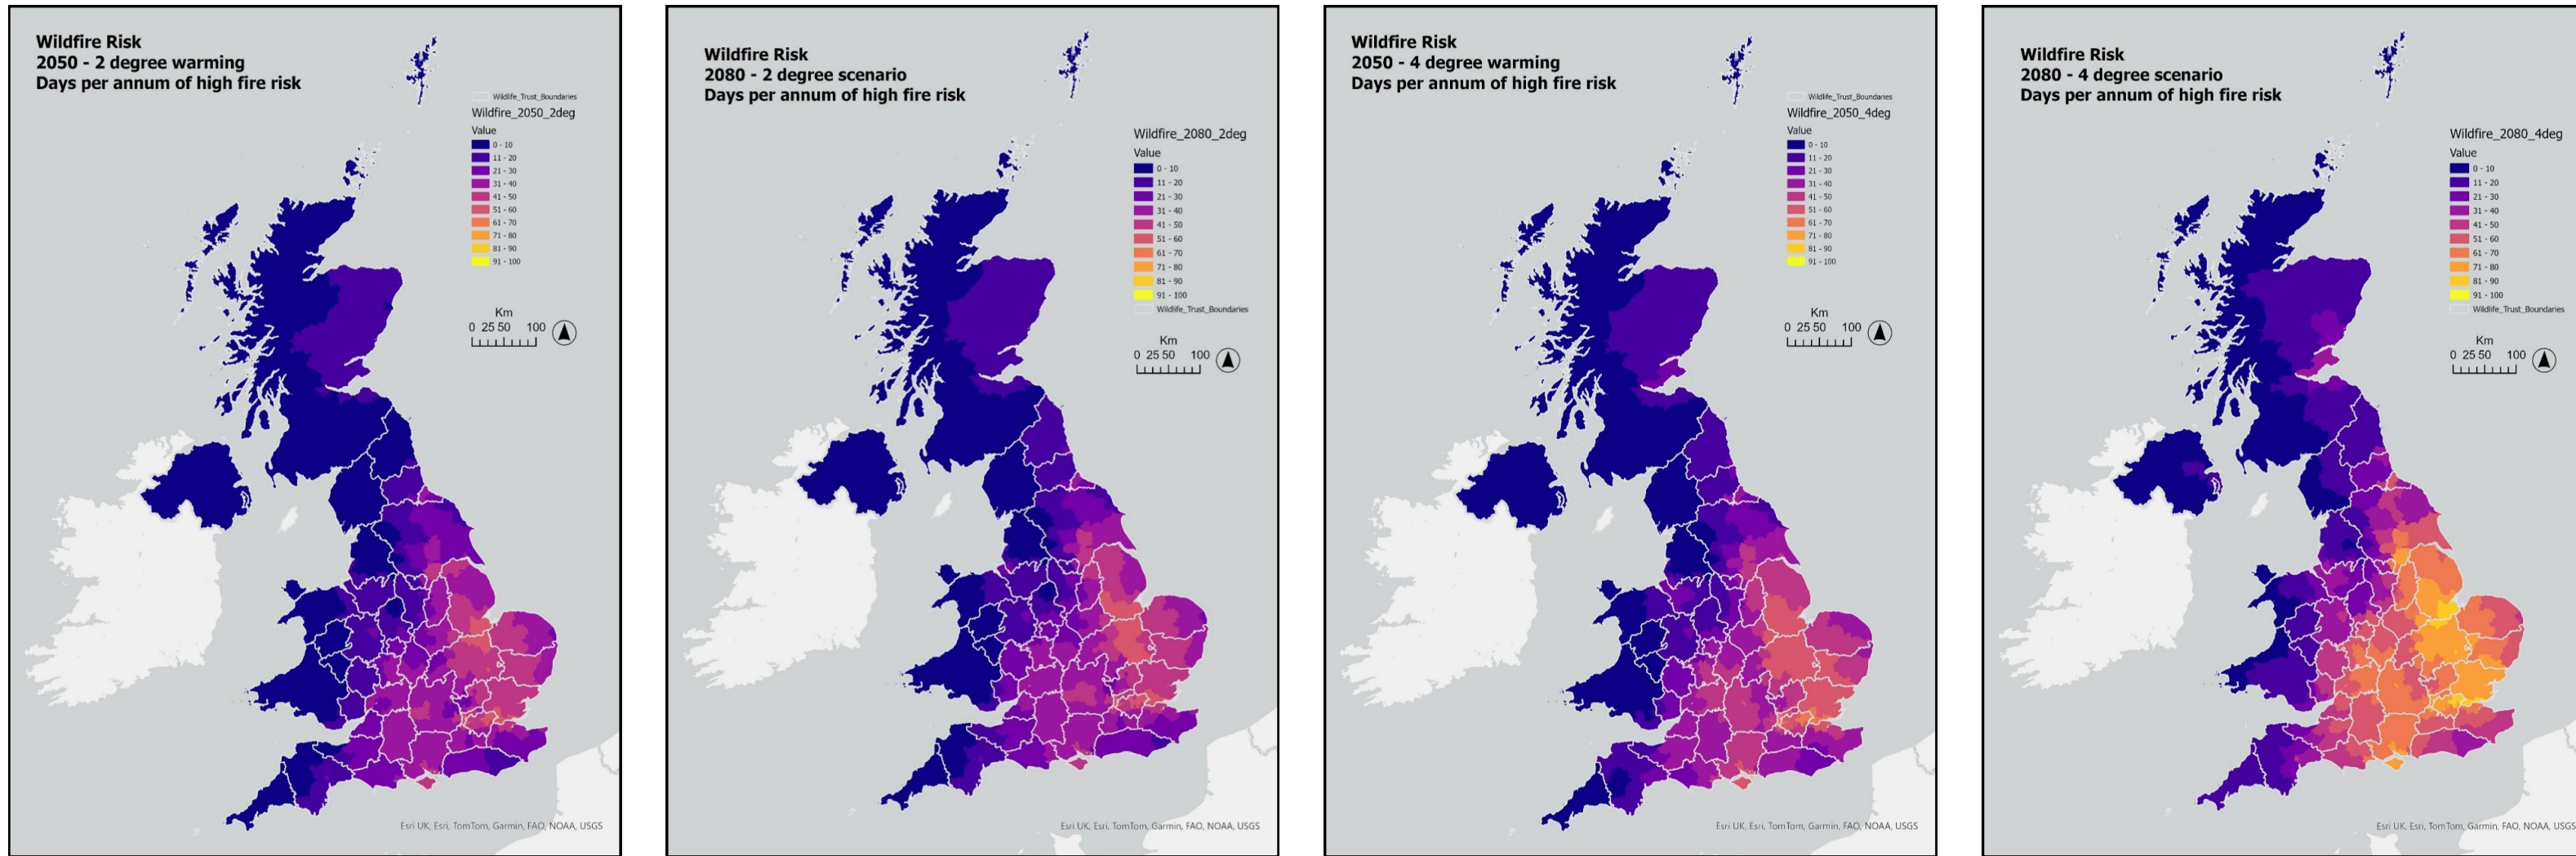 Wildfire Risk
2050 - 2 degree warming
Days per annum of high fire risk
Wildlife_Trust_Boundaries
Wildfire_2050_2deg
Value
0 - 10
11 - 20
21 - 30
31 - 40
41 - 50
51 - 60
61 - 70
71 - 80
81 - 90
91 - 100
Km
0 25 50 100
Esri UK, Esri, TomTom, Garmin, FAO, NOAA, USGS
Wildfire Risk
2080 - 2 degree scenario
Days per annum of high fire risk
Wildfire_2080_2deg
Value
0 - 10
11 - 20
21 - 30
31 - 40
41 - 50
51 - 60
61 - 70
71 - 80
81 - 90
91 - 100
Wildlife_Trust_Boundaries
Km
0 25 50 100
Esri UK, Esri, TomTom, Garmin, FAO, NOAA, USGS
Wildfire Risk
2050 - 4 degree warming
Days per annum of high fire risk
Wildlife_Trust_Boundaries
Wildfire_2050_4deg
Value
0 - 10
11 - 20
21 - 30
31 - 40
41 - 50
51 - 60
61 - 70
71 - 80
81 - 90
91 - 100
Km
0 25 50 100
Esri UK, Esri, TomTom, Garmin, FAO, NOAA, USGS
Wildfire Risk
2080 - 4 degree scenario
Days per annum of high fire risk
Wildfire_2080_4deg
Value
0 - 10
11 - 20
21 - 30
31 - 40
41 - 50
51 - 60
61 - 70
71 - 80
81 - 90
91 - 100
Wildlife_Trust_Boundaries
Km
0 25 50 100
Esri UK, Esri, TomTom, Garmin, FAO, NOAA, USGS